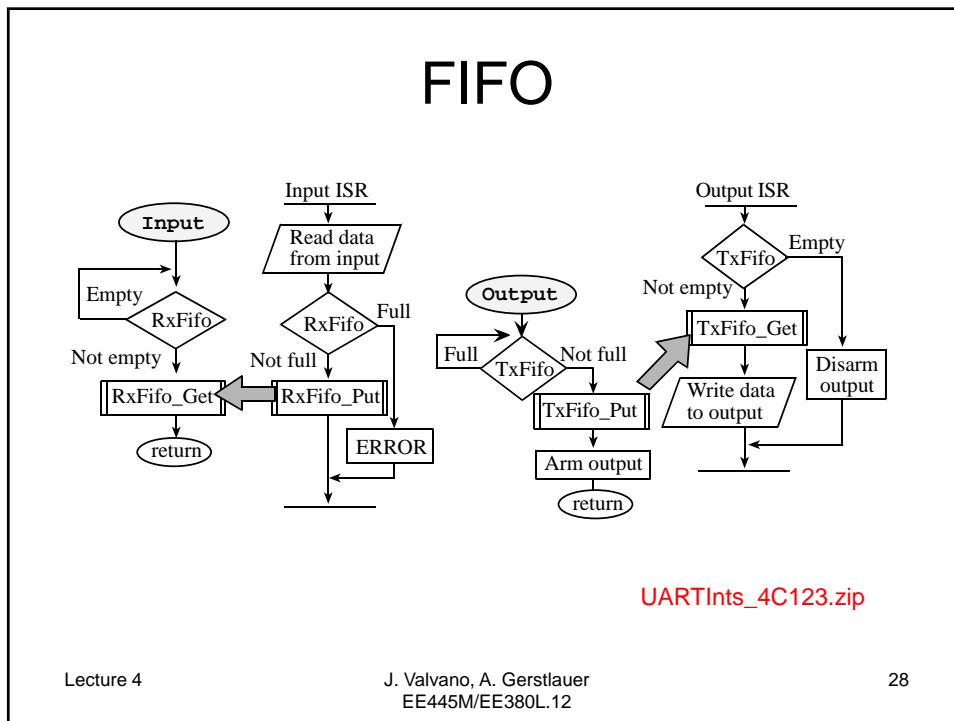 FIFO
Input
Empty
RxFifo
Not empty
RxFifo_Get
return
Input ISR
Read data
from input
RxFifo
Full
Not full
RxFifo_Put
ERROR
Output
Full
TxFifo
Not full
TxFifo_Put
Arm output
return
Output ISR
TxFifo
Empty
Not empty
TxFifo_Get
Disarm
output
Write data
to output
UARTInts_4C123.zip
Lecture 4
J. Valvano, A. Gerstlauer
EE445M/EE380L.12
28